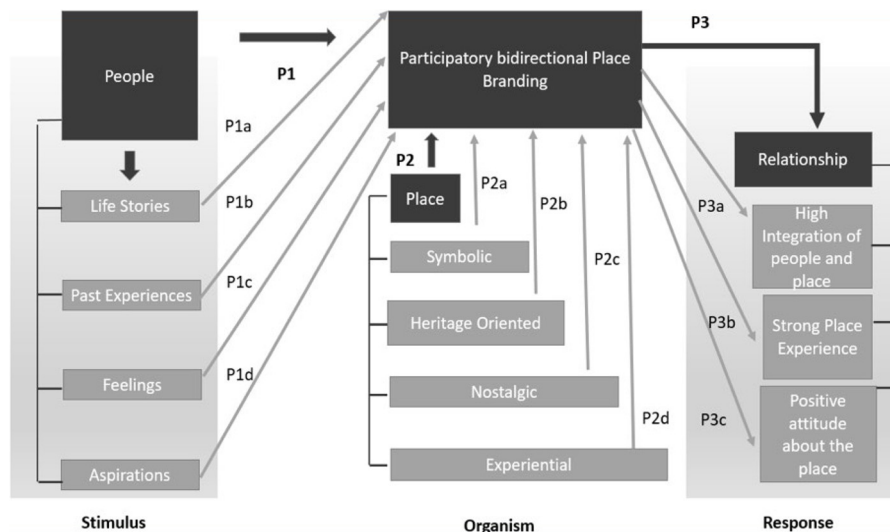 People
P1
Participatory bidirectional Place
Branding
P3
P1a
P2
P2a
Relationship
Life Stories
P1b
Place
P2b
P3a
High
Integration of
people and
place
Symbolic
P2c
Past Experiences
P1c
Heritage Oriented
P3b
Strong Place
Experience
Feelings
P1d
Nostalgic
P2d
P3c
Positive
attitude
about the
place
Aspirations
Experiential
Stimulus
Organism
Response